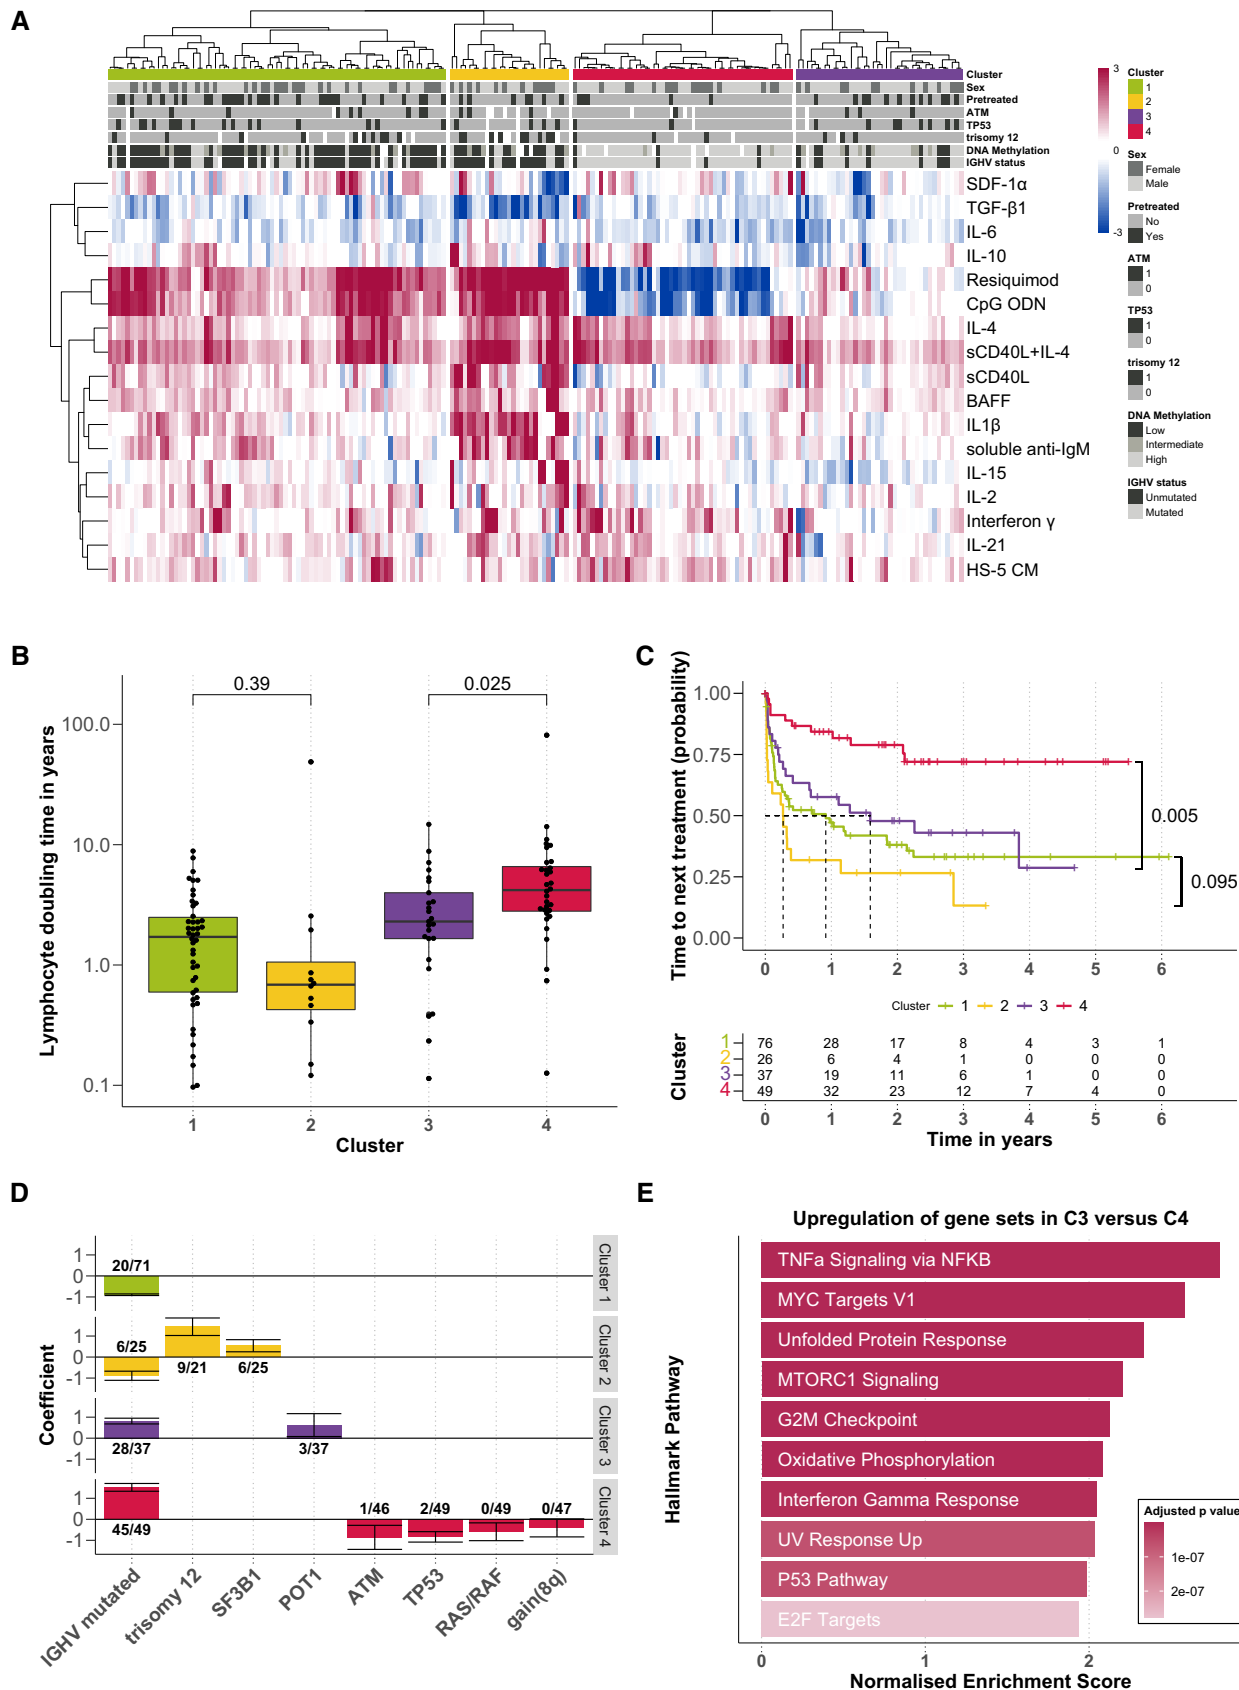 A
Cluster
Sex
Pretreated
ATM
TP53
trisomy 12
DNA Methylation
IGHV status
SDF-1α
TGF-β1
IL-6
IL-10
Resiquimod
CpG ODN
IL-4
sCD40L+IL-4
sCD40L
BAFF
IL1β
soluble anti-IgM
IL-15
IL-2
Interferon γ
IL-21
HS-5 CM
3
0
-3
Cluster
1
2
3
4
Sex
Female
Male
Pretreated
No
Yes
ATM
1
0
TP53
1
0
trisomy 12
1
0
DNA Methylation
Low
Intermediate
High
IGHV status
Unmutated
Mutated
B
Lymphocyte doubling time in years
0.39
0.025
100.0
10.0
1.0
0.1
1 2 3 4
Cluster
C
Time to next treatment (probability)
1.00
0.75
0.50
0.25
0.00
0.005
0.095
0 1 2 3 4 5 6
Cluster 1 2 3 4
Cluster
1 76 28 17 8 4 3 1
2 26 6 4 1 0 0 0
3 37 19 11 6 1 0 0
4 49 32 23 12 7 4 0
0 1 2 3 4 5 6
Time in years
D
Coefficient
1
0
-1
20/71
Cluster 1
1
0
-1
6/25
9/21
6/25
Cluster 2
1
0
-1
28/37
3/37
Cluster 3
1
0
-1
45/49
1/46
2/49
0/49
0/47
Cluster 4
IGHV mutated
trisomy 12
SF3B1
POT1
ATM
TP53
RAS/RAF
gain(8q)
E
Upregulation of gene sets in C3 versus C4
Hallmark Pathway
TNFa Signaling via NFKB
MYC Targets V1
Unfolded Protein Response
MTORC1 Signaling
G2M Checkpoint
Oxidative Phosphorylation
Interferon Gamma Response
UV Response Up
P53 Pathway
E2F Targets
Adjusted p value
1e-07
2e-07
0 1 2
Normalised Enrichment Score